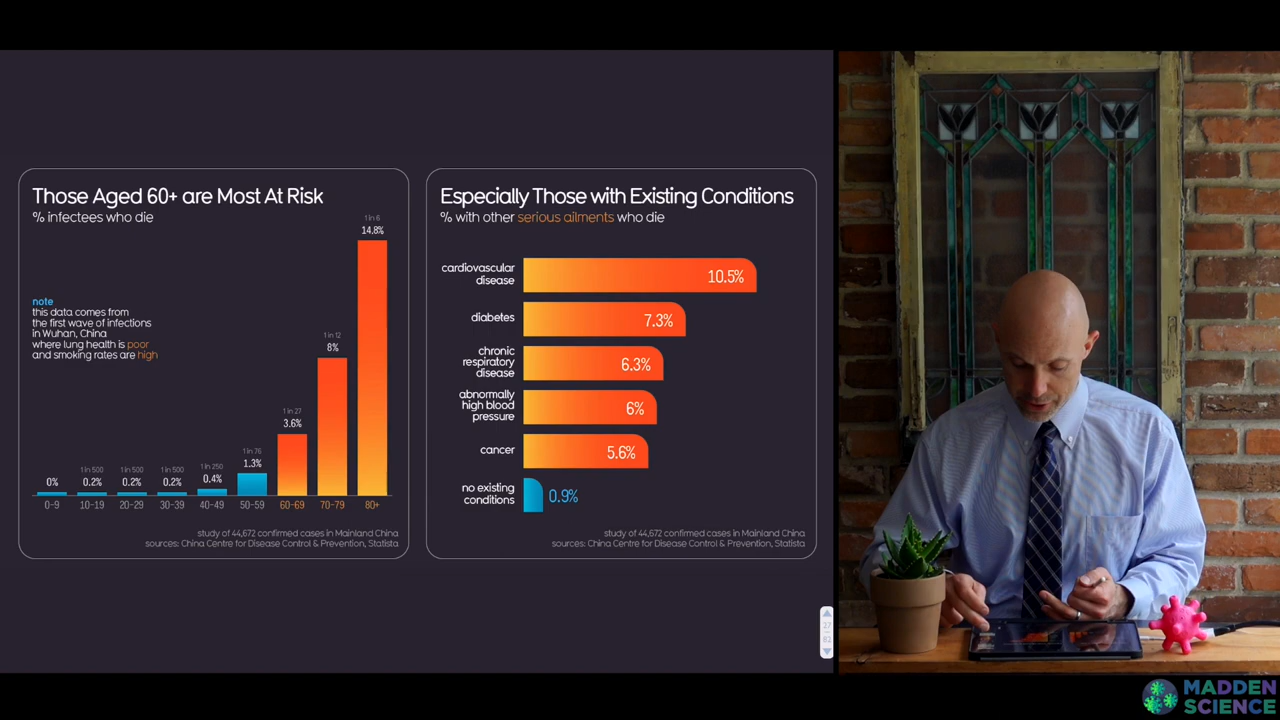 Those Aged 60+ are Most At Risk
% infectees who die
1 in 6
14.8%
note
this data comes from
the first wave of infections
in Wuhan, China
where lung health is poor
and smoking rates are high
1 in 12
8%
1 in 27
3.6%
1 in 76
1.3%
1 in 250
0.4%
1 in 500
1 in 500
1 in 500
0%
0.2%
0.2%
0.2%
0-9
10-19
20-29
30-39
40-49
50-59
60-69
70-79
80+
study of 44,672 confirmed cases in Mainland China
sources: China Centre for Disease Control & Prevention, Statista
Especially Those with Existing Conditions
% with other serious ailments who die
cardiovascular
disease
10.5%
diabetes
7.3%
chronic
respiratory
disease
6.3%
abnormally
high blood
pressure
6%
cancer
5.6%
no existing
conditions
0.9%
study of 44,672 confirmed cases in Mainland China
sources: China Centre for Disease Control & Prevention, Statista
27
82
MADDEN
SCIENCE